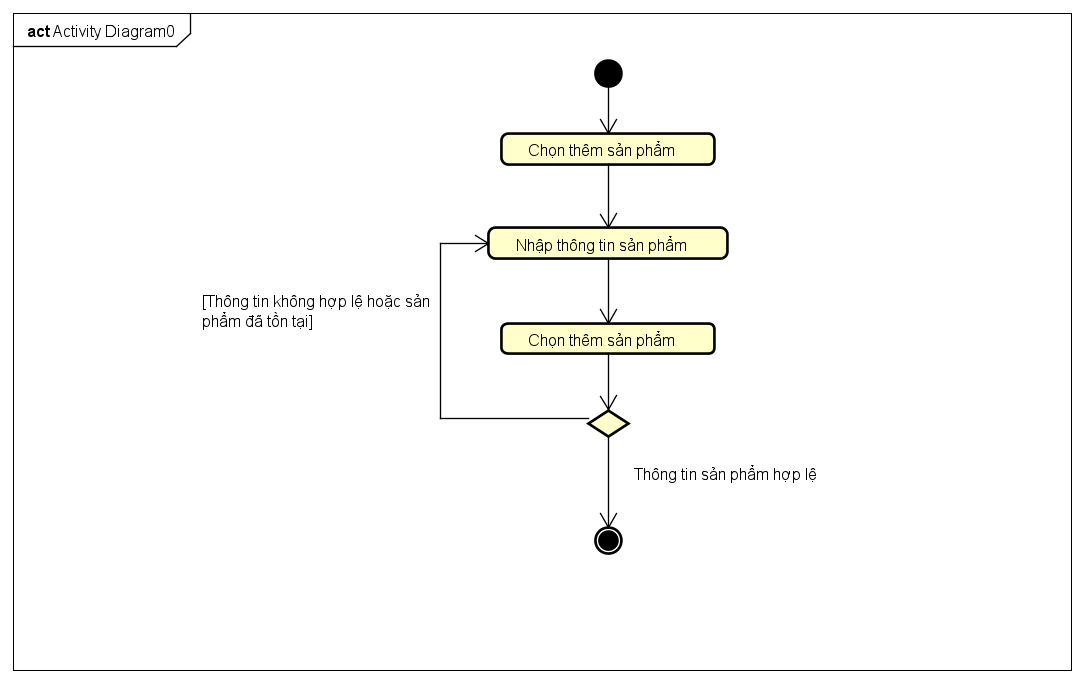 act Activity Diagram0
Chọn thêm sản phẩm
Nhập thông tin sản phẩm
[Thông tin không hợp lệ hoặc sản
phẩm đã tồn tại]
Chọn thêm sản phẩm
Thông tin sản phẩm hợp lệ